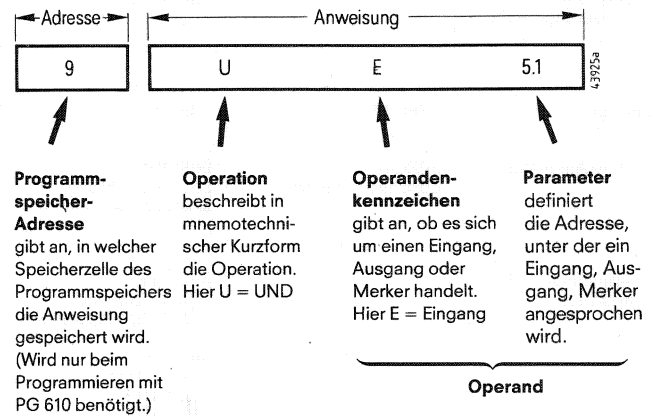 Adresse
Anweisung
9
U
E
5.1
43925a
Programm-
speicher-
Adresse
gibt an, in welcher
Speicherzelle des
Programmspeichers
die Anweisung
gespeichert wird.
(Wird nur beim
Programmieren mit
PG 610 benötigt.)
Operation
beschreibt in
mnemotechni-
scher Kurzform
die Operation.
Hier U = UND
Operanden-
kennzeichen
gibt an, ob es sich
um einen Eingang,
Ausgang oder
Merker handelt.
Hier E = Eingang
Parameter
definiert
die Adresse,
unter der ein
Eingang, Aus-
gang, Merker
angesprochen
wird.
Operand